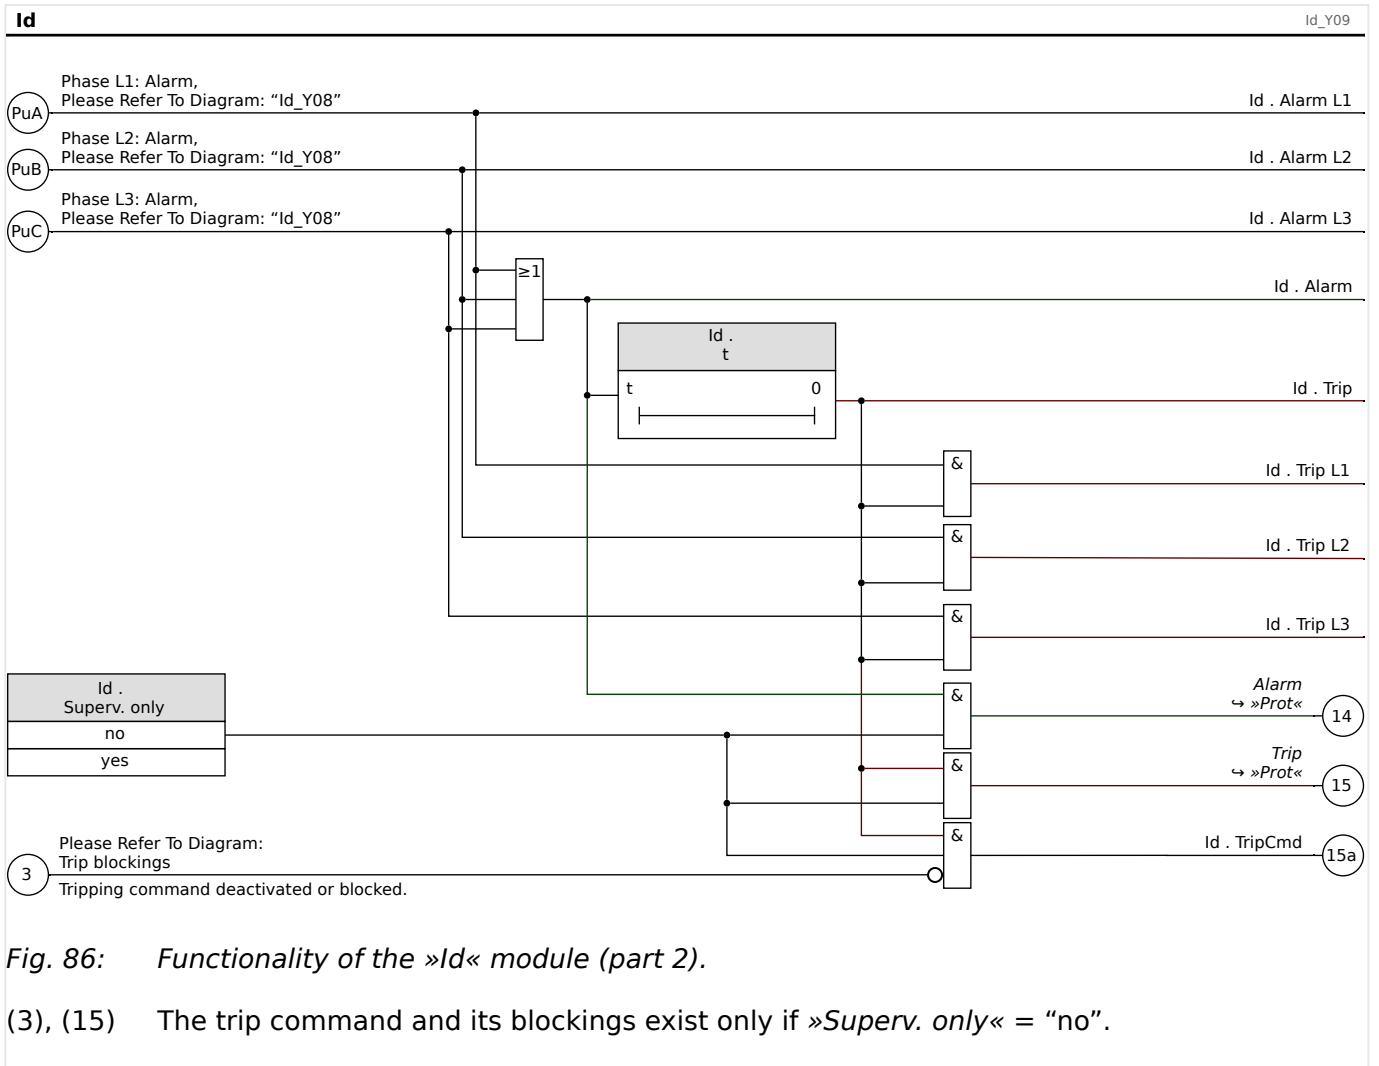 Id
Id_Y09
Phase L1: Alarm,
Please Refer To Diagram: “Id_Y08”
PuA
Id . Alarm L1
Phase L2: Alarm,
Please Refer To Diagram: “Id_Y08”
PuB
Id . Alarm L2
Phase L3: Alarm,
Please Refer To Diagram: “Id_Y08”
PuC
Id . Alarm L3
≥1
Id . Alarm
Id .
t
t 0
Id . Trip
&
Id . Trip L1
&
Id . Trip L2
&
Id . Trip L3
Id .
Superv. only
no
yes
&
Alarm
↪ »Prot«
14
&
Trip
↪ »Prot«
15
&
Id . TripCmd
15a
Please Refer To Diagram:
Trip blockings
3
Tripping command deactivated or blocked.
Fig. 86: Functionality of the »Id« module (part 2).
(3), (15) The trip command and its blockings exist only if »Superv. only« = “no”.